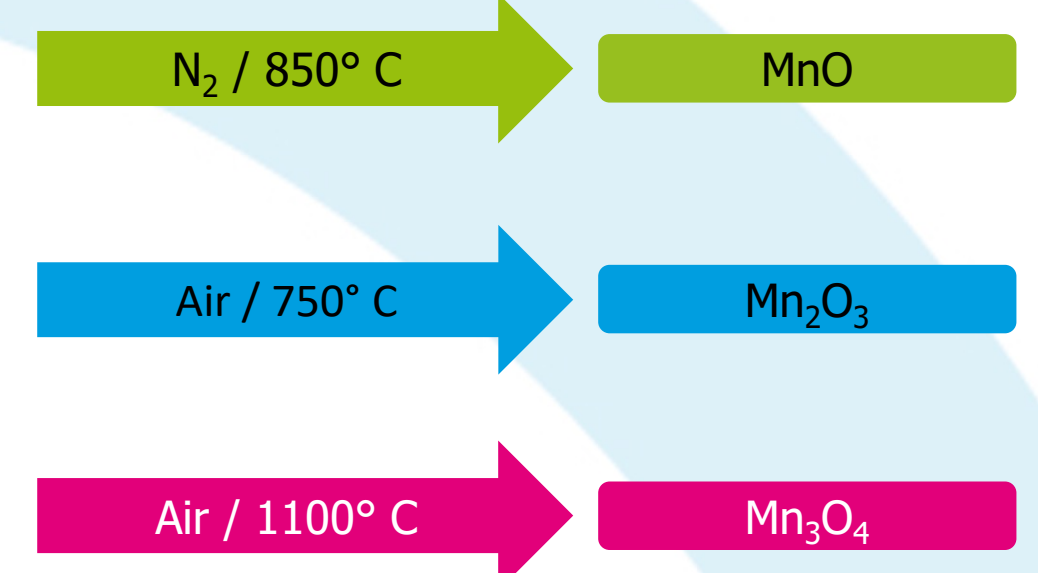 N₂ / 850° C
MnO
Air / 750° C
Mn₂O₃
Air / 1100° C
Mn₃O₄